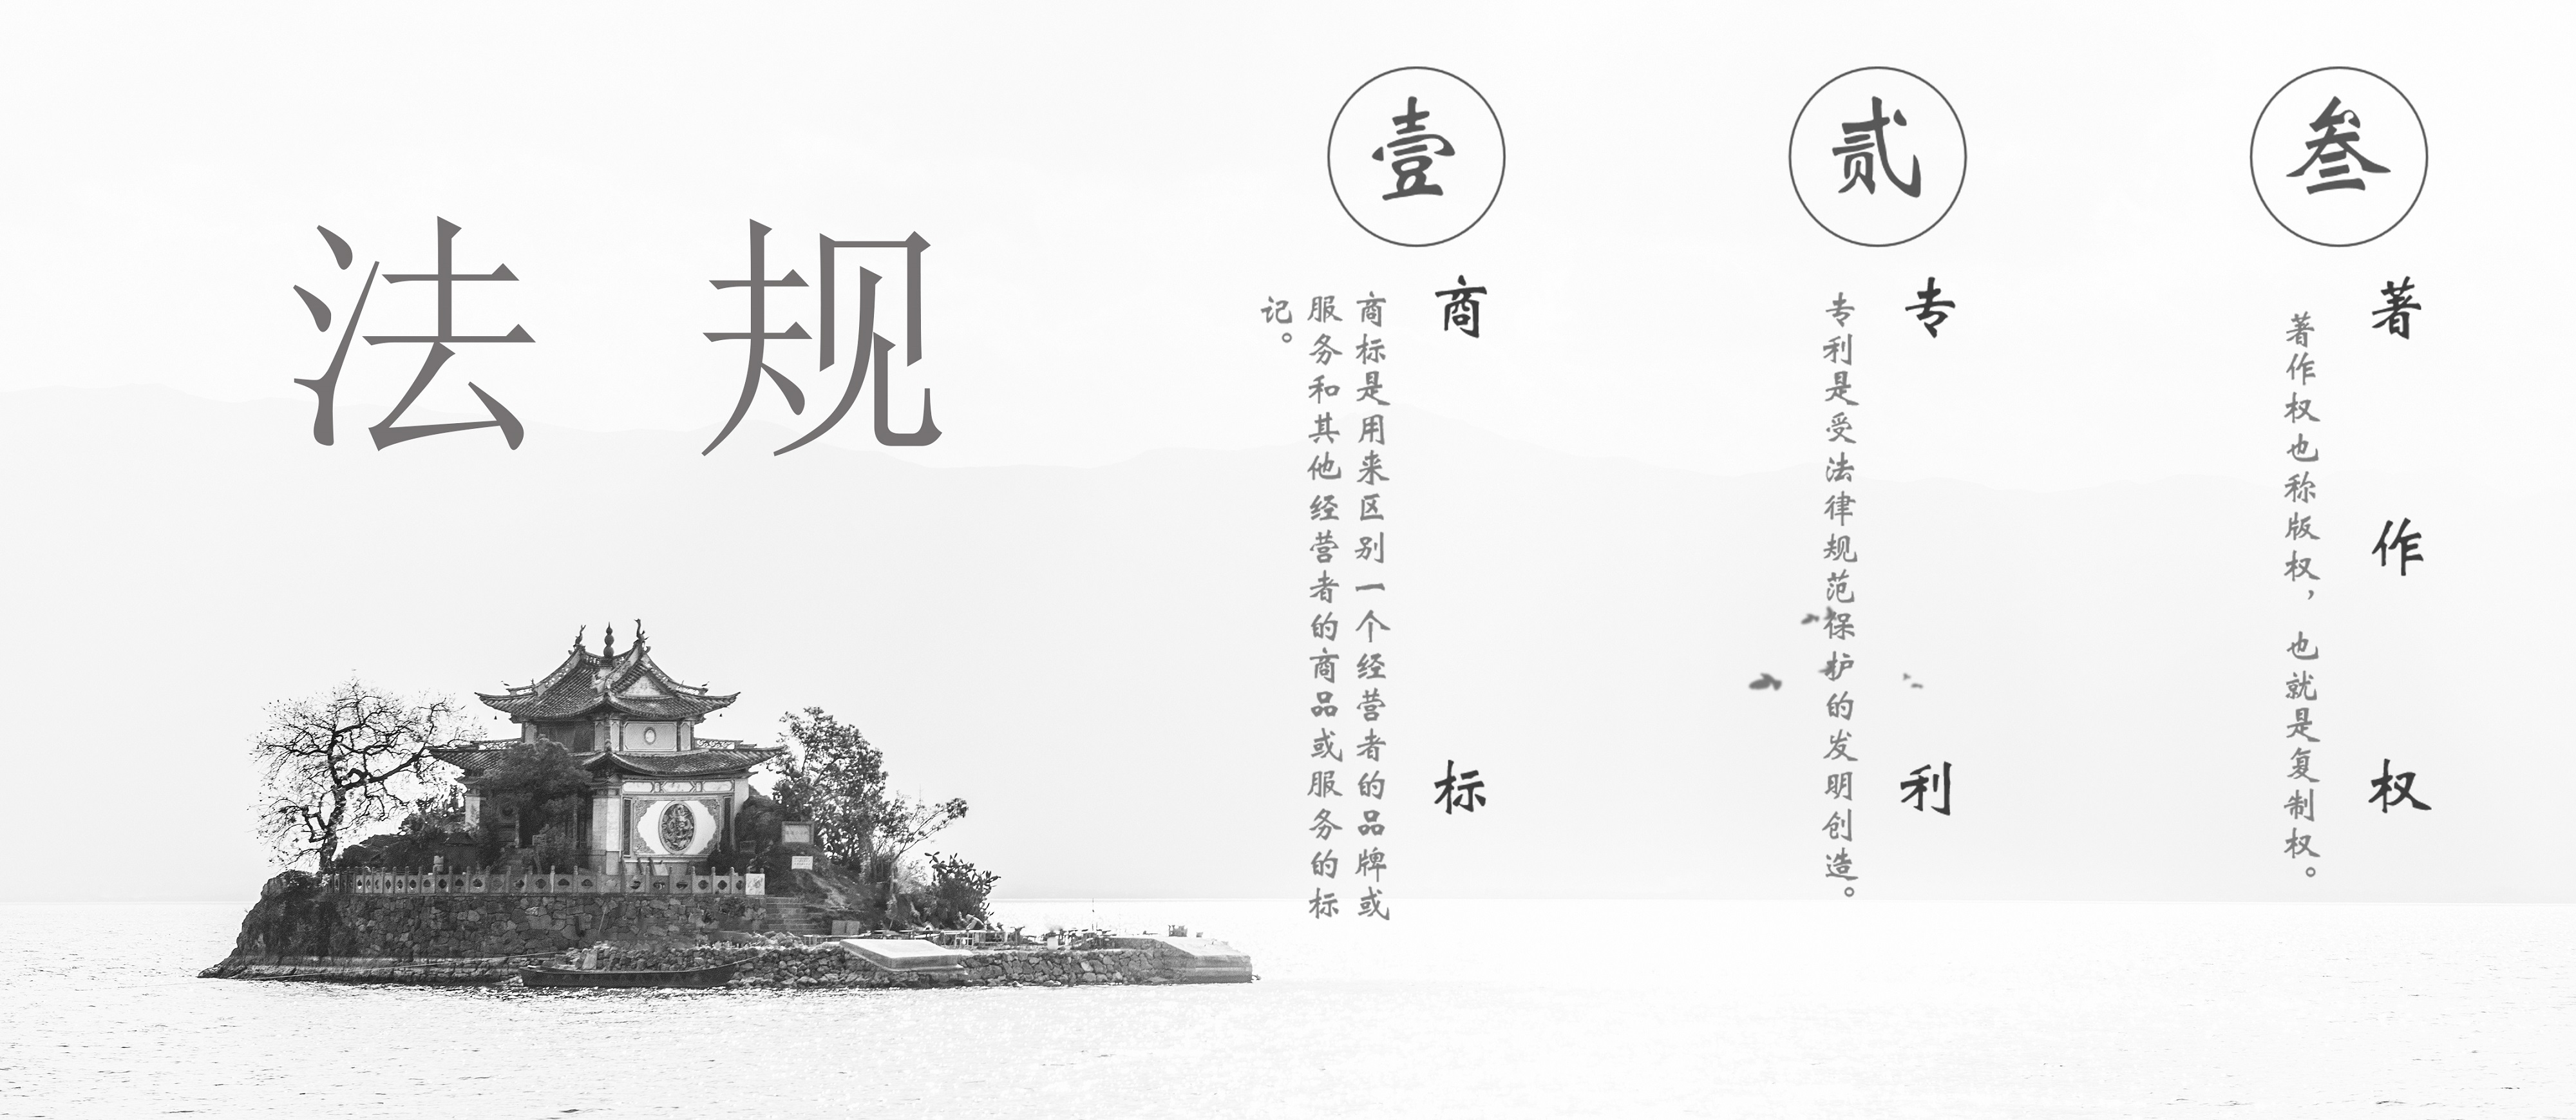 法 规
壹
商标
商标是用来区别一个经营者的品牌或
服务和其他经营者的商品或服务的标
记。
贰
专利
专利是受法律规范保护的发明创造。
叁
著作权
著作权也称版权，也就是复制权。